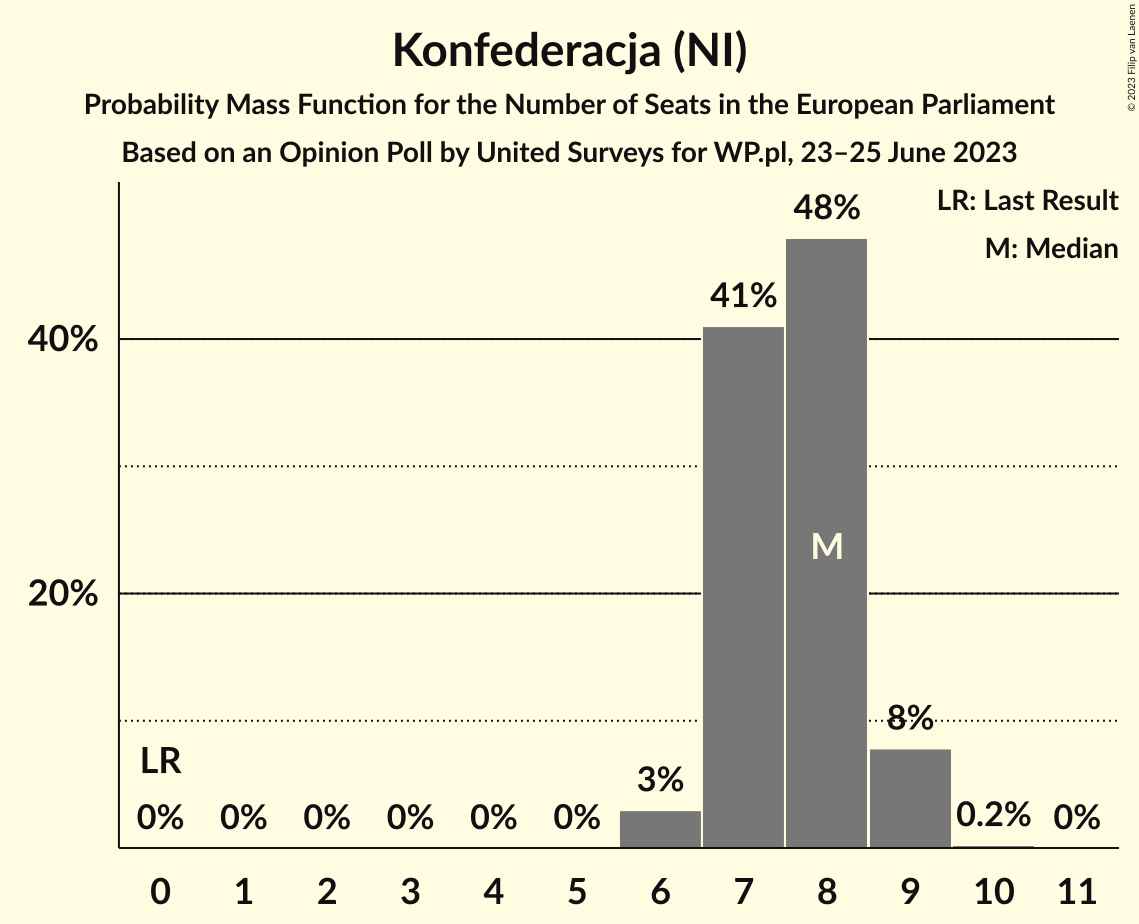 Konfederacja (NI)
Probability Mass Function for the Number of Seats in the European Parliament
Based on an Opinion Poll by United Surveys for WP.pl, 23–25 June 2023
© 2023 Filip van Laenen
LR: Last Result
M: Median
48%
41%
40%
M
20%
8%
LR
3%
0% 0% 0% 0% 0% 0% 0.2% 0%
0 1 2 3 4 5 6 7 8 9 10 11